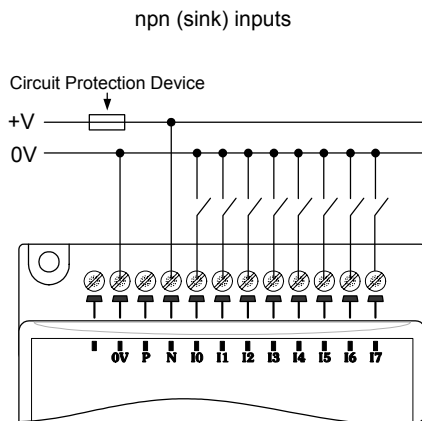 npn (sink) inputs
Circuit Protection Device
+V
0V
0V P N I0 I1 I2 I3 I4 I5 I6 I7